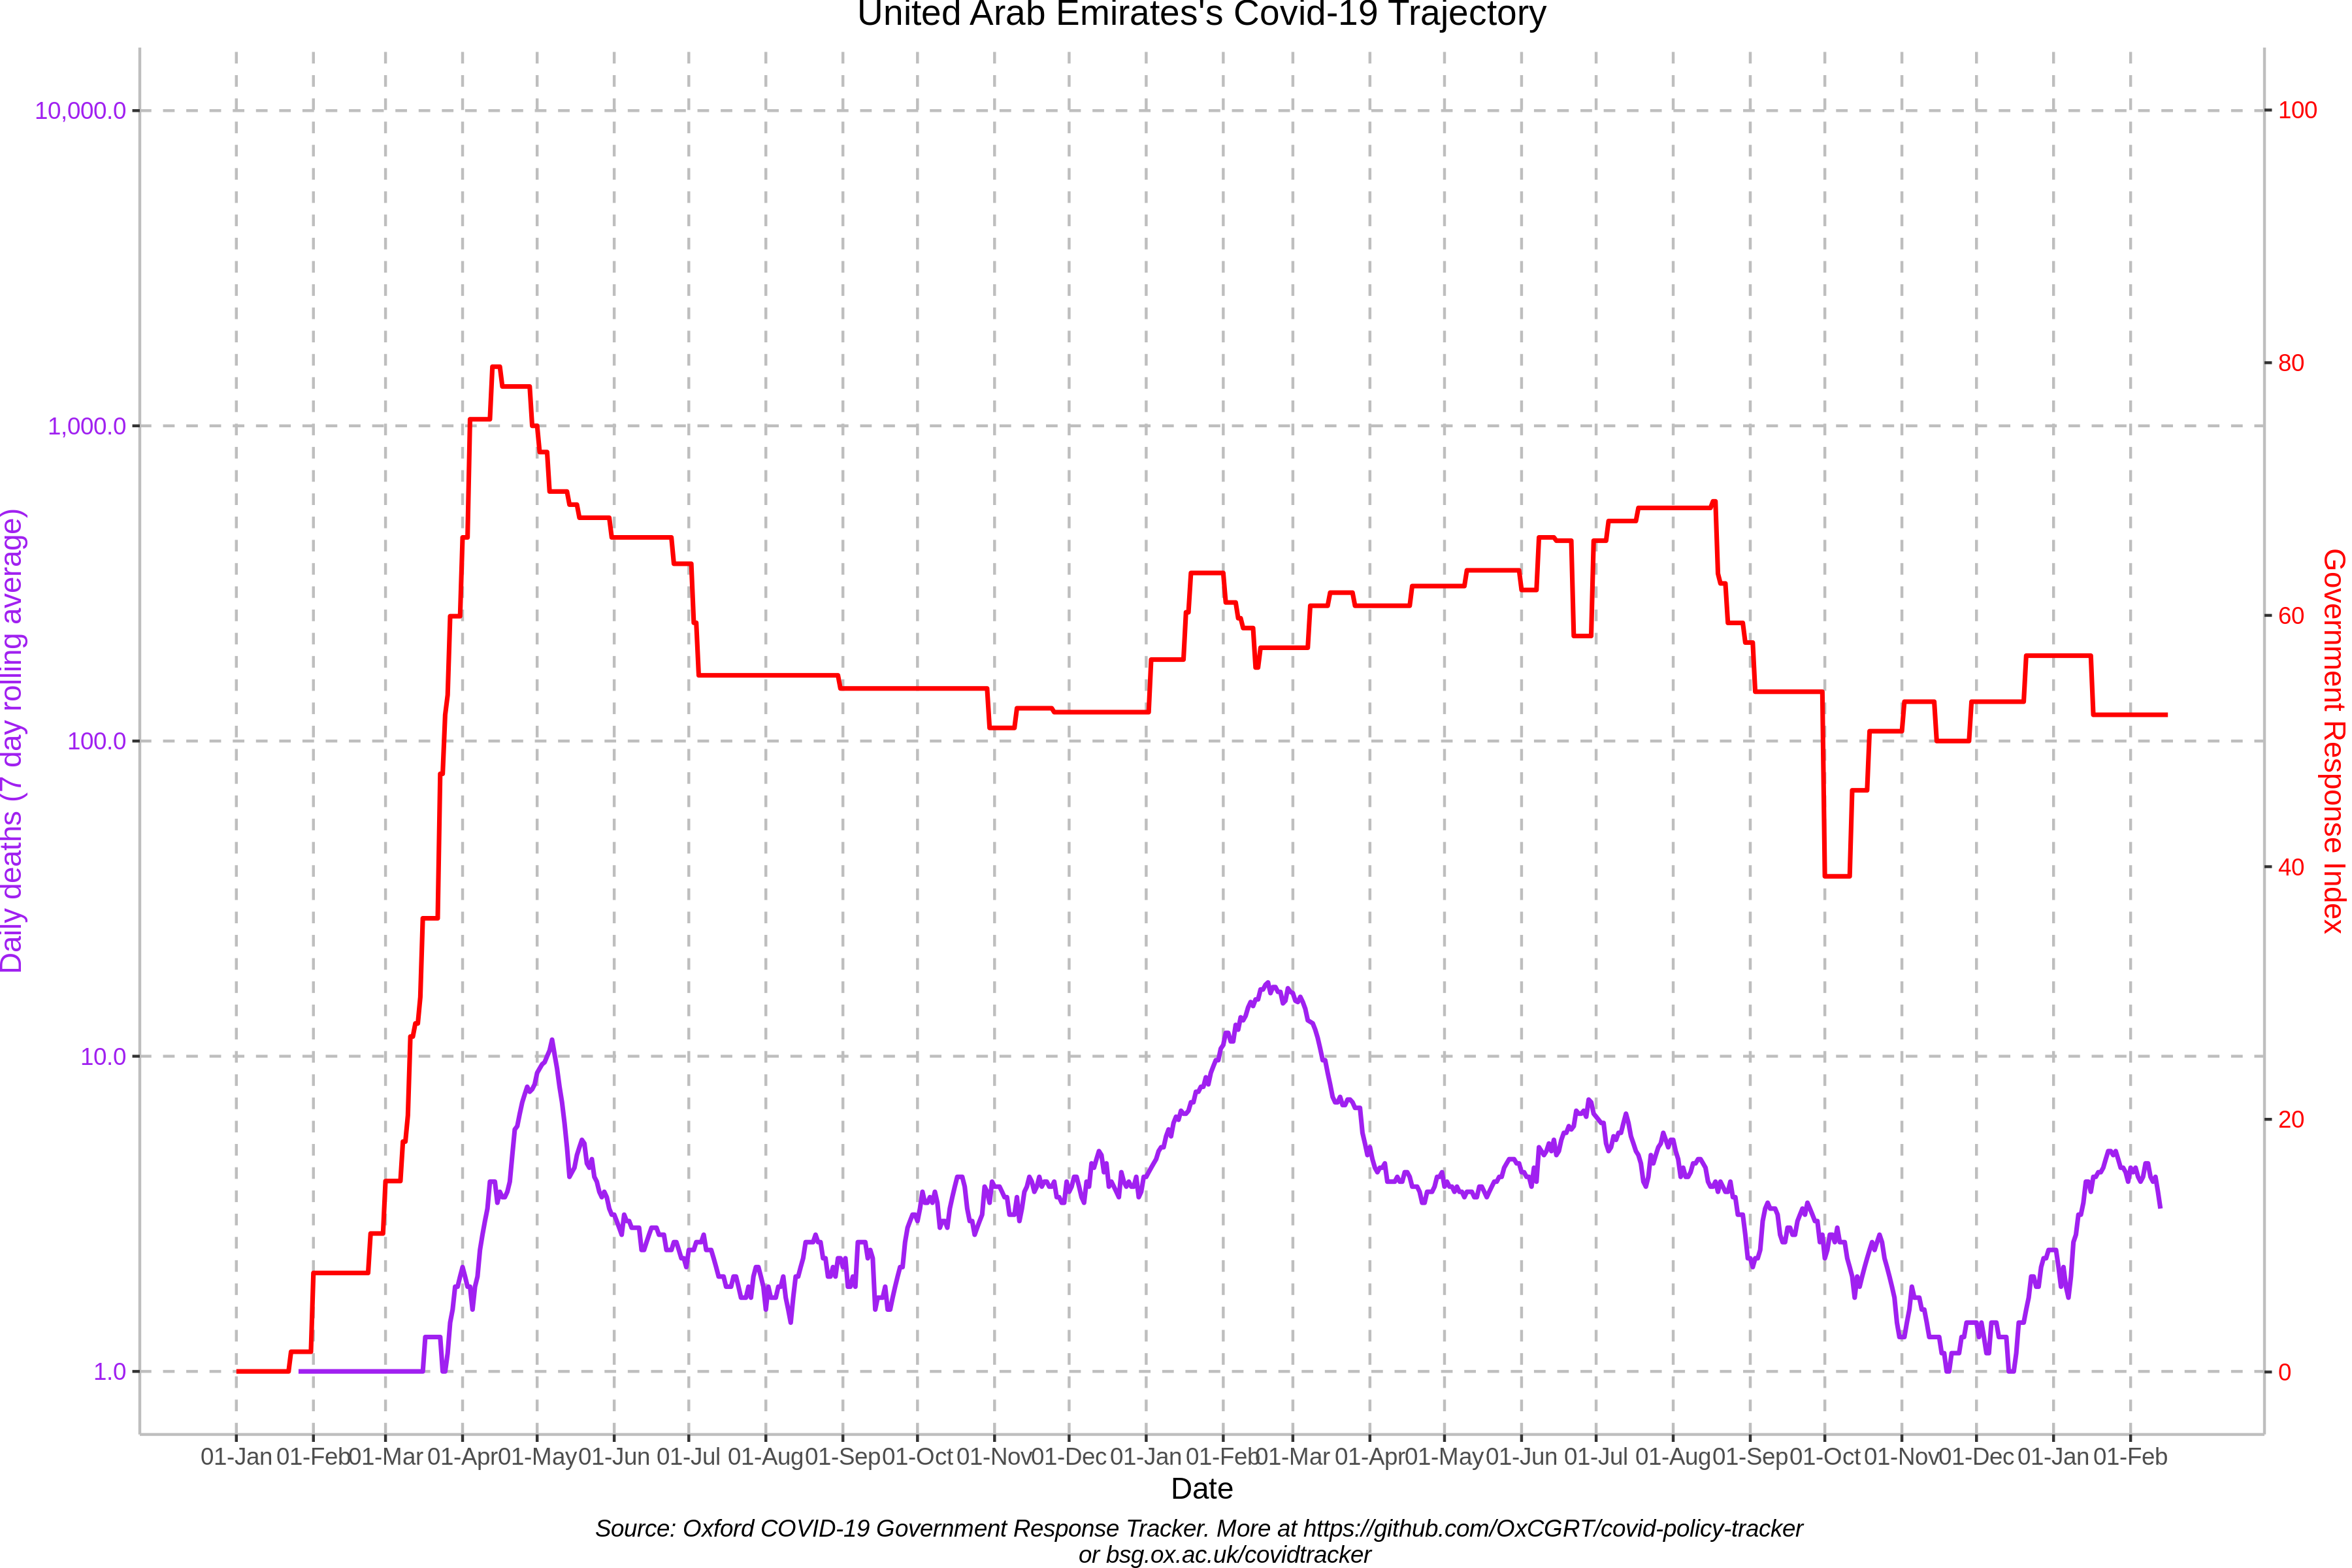 United Arab Emirates's Covid-19 Trajectory
10,000.0
1,000.0
100.0
10.0
1.0
Daily deaths (7 day rolling average)
100
80
60
40
20
0
Government Response Index
01-Jan 01-Feb 01-Mar 01-Apr 01-May 01-Jun 01-Jul 01-Aug 01-Sep 01-Oct 01-Nov 01-Dec 01-Jan 01-Feb 01-Mar 01-Apr 01-May 01-Jun 01-Jul 01-Aug 01-Sep 01-Oct 01-Nov 01-Dec 01-Jan 01-Feb
Date
Source: Oxford COVID-19 Government Response Tracker. More at https://github.com/OxCGRT/covid-policy-tracker
or bsg.ox.ac.uk/covidtracker